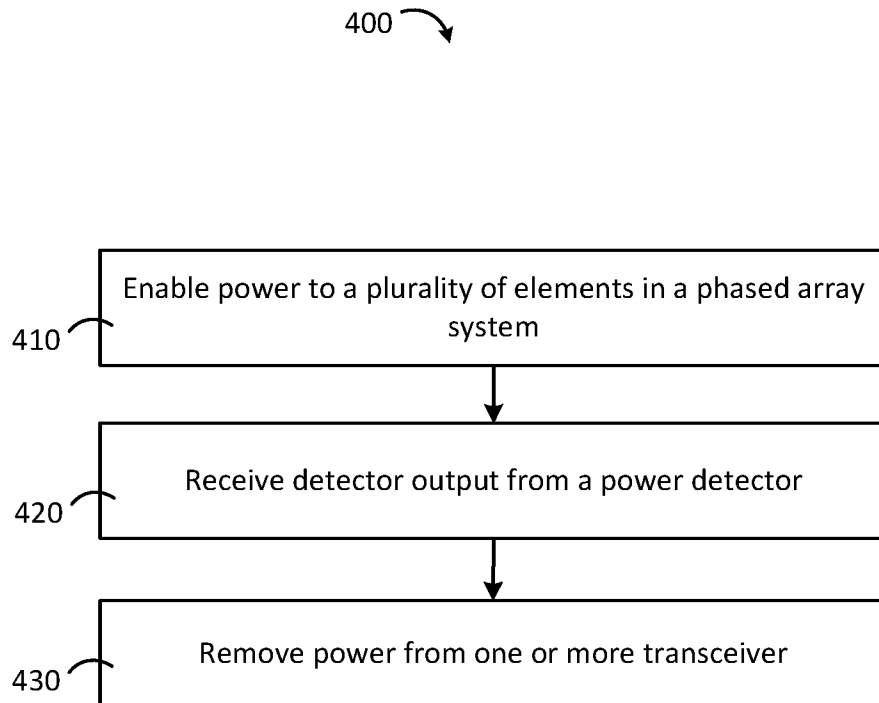 400
Enable power to a plurality of elements in a phased array
system
410
Receive detector output from a power detector
420
Remove power from one or more transceiver
430